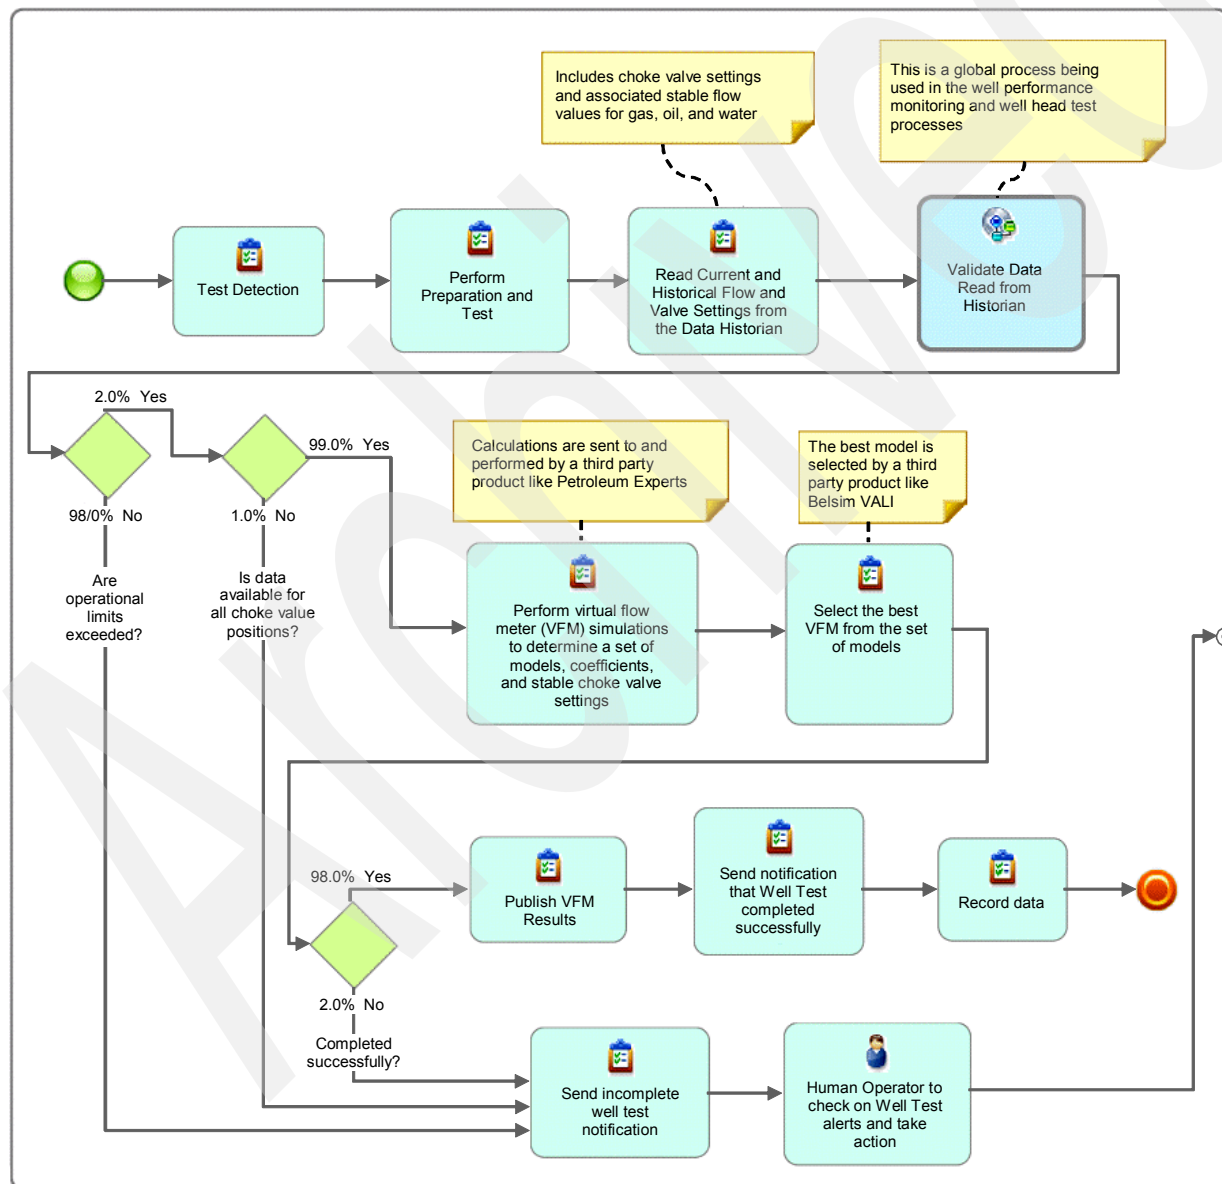 Includes choke valve settings
and associated stable flow
values for gas, oil, and water
This is a global process being
used in the well performance
monitoring and well head test
processes
Test Detection
Perform
Preparation and
Test
Read Current and
Historical Flow and
Valve Settings from
the Data Historian
Validate Data
Read from
Historian
2.0% Yes
98/0% No
Are
operational
limits
exceeded?
99.0% Yes
1.0% No
Is data
available for
all choke value
positions?
Calculations are sent to and
performed by a third party
product like Petroleum Experts
The best model is
selected by a third
party product like
Belsim VALI
Perform virtual flow
meter (VFM) simulations
to determine a set of
models, coefficients,
and stable choke valve
settings
Select the best
VFM from the set
of models
98.0% Yes
2.0% No
Completed
successfully?
Publish VFM
Results
Send notification
that Well Test
completed
successfully
Record data
Send incomplete
well test
notification
Human Operator to
check on Well Test
alerts and take
action
Archived